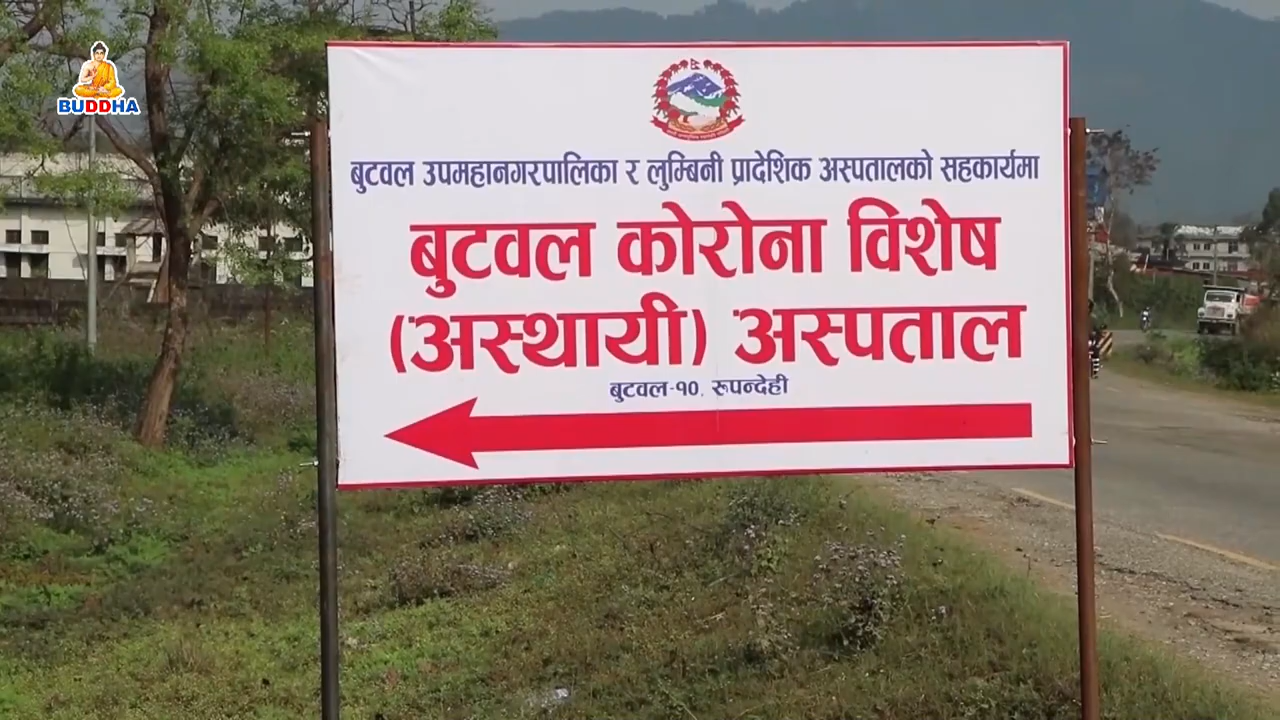 BUDDHA
बुटवल उपमहानगरपालिका र लुम्बिनी प्रादेशिक अस्पतालको सहकार्यमा
बुटवल कोरोना विशेष
(अस्थायी) अस्पताल
बुटवल-१०, रुपन्देही